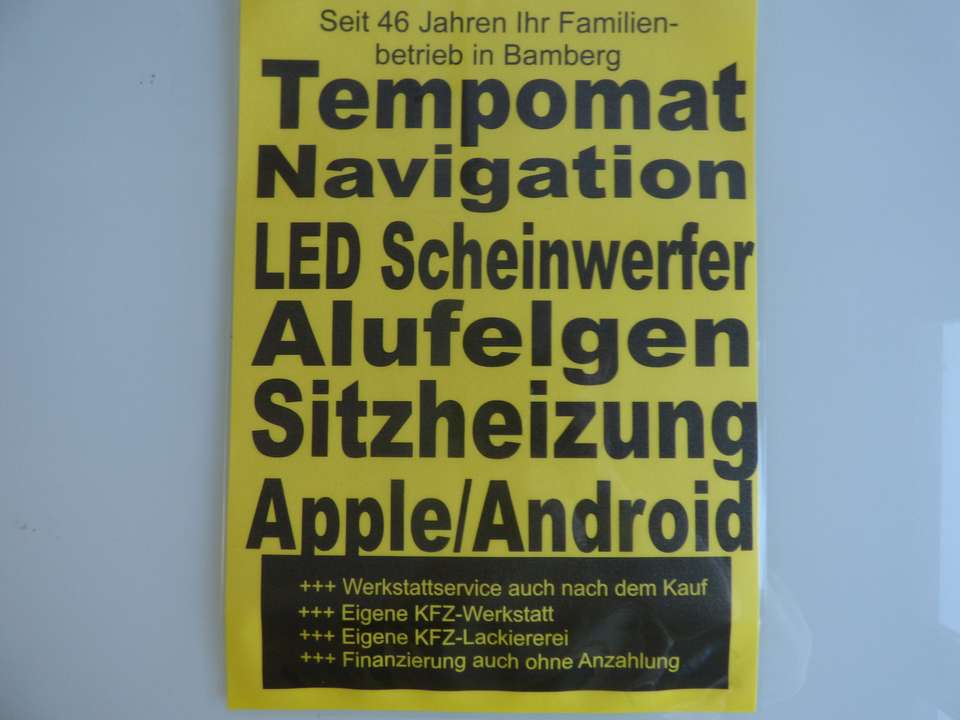 Seit 46 Jahren Ihr Familien-
betrieb in Bamberg
Tempomat
Navigation
LED Scheinwerfer
Alufelgen
Sitzheizung
Apple/Android
+++ Werkstattservice auch nach dem Kauf
+++ Eigene KFZ-Werkstatt
+++ Eigene KFZ-Lackiererei
+++ Finanzierung auch ohne Anzahlung